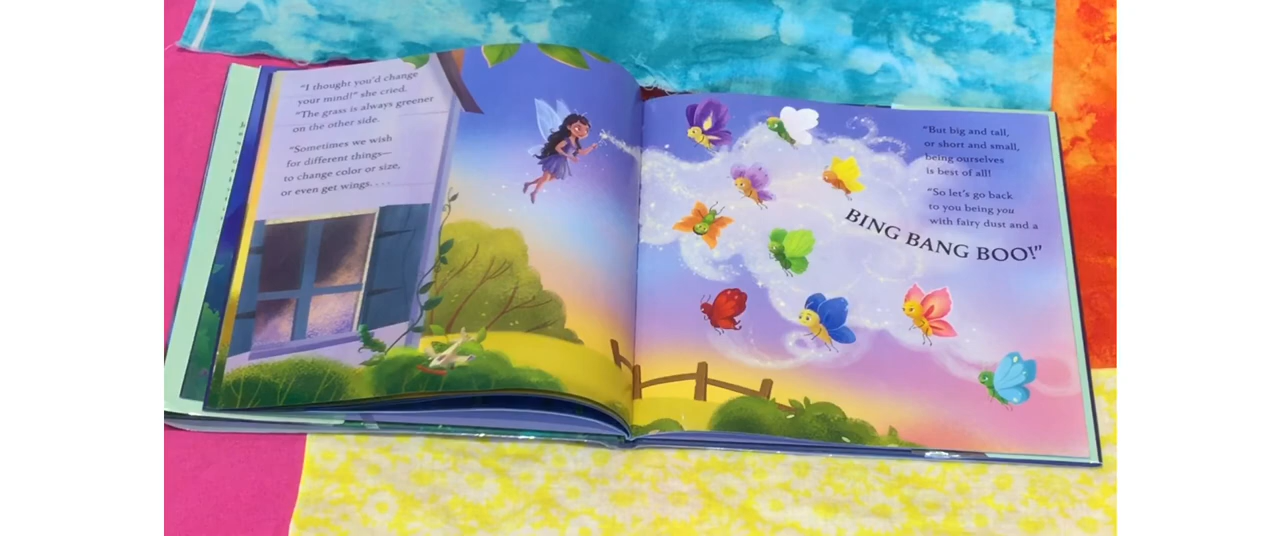 “I thought you’d change
your mind!” she cried.
“The grass is always greener
on the other side.
“Sometimes we wish
for different things—
to change color or size,
or even get wings. . . .
“But big and tall,
or short and small,
being ourselves
is best of all!
“So let’s go back
to you being you
with fairy dust and a
BING BANG BOO!”